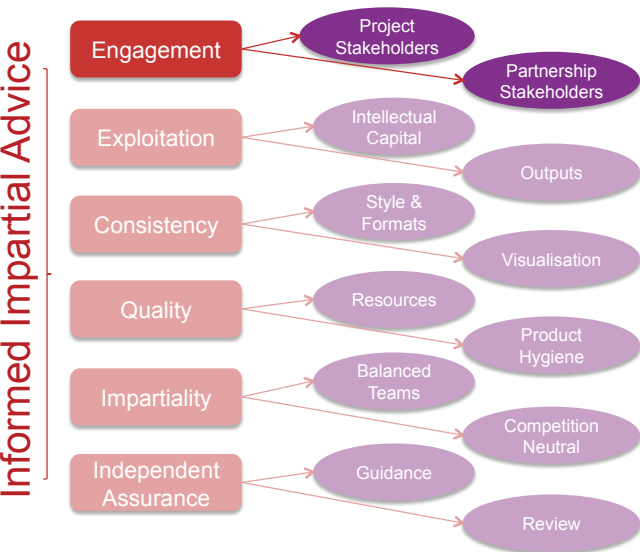 Informed Impartial Advice
Engagement
Project
Stakeholders
Partnership
Stakeholders
Exploitation
Intellectual
Capital
Outputs
Consistency
Style &
Formats
Visualisation
Quality
Resources
Product
Hygiene
Impartiality
Balanced
Teams
Competition
Neutral
Independent
Assurance
Guidance
Review